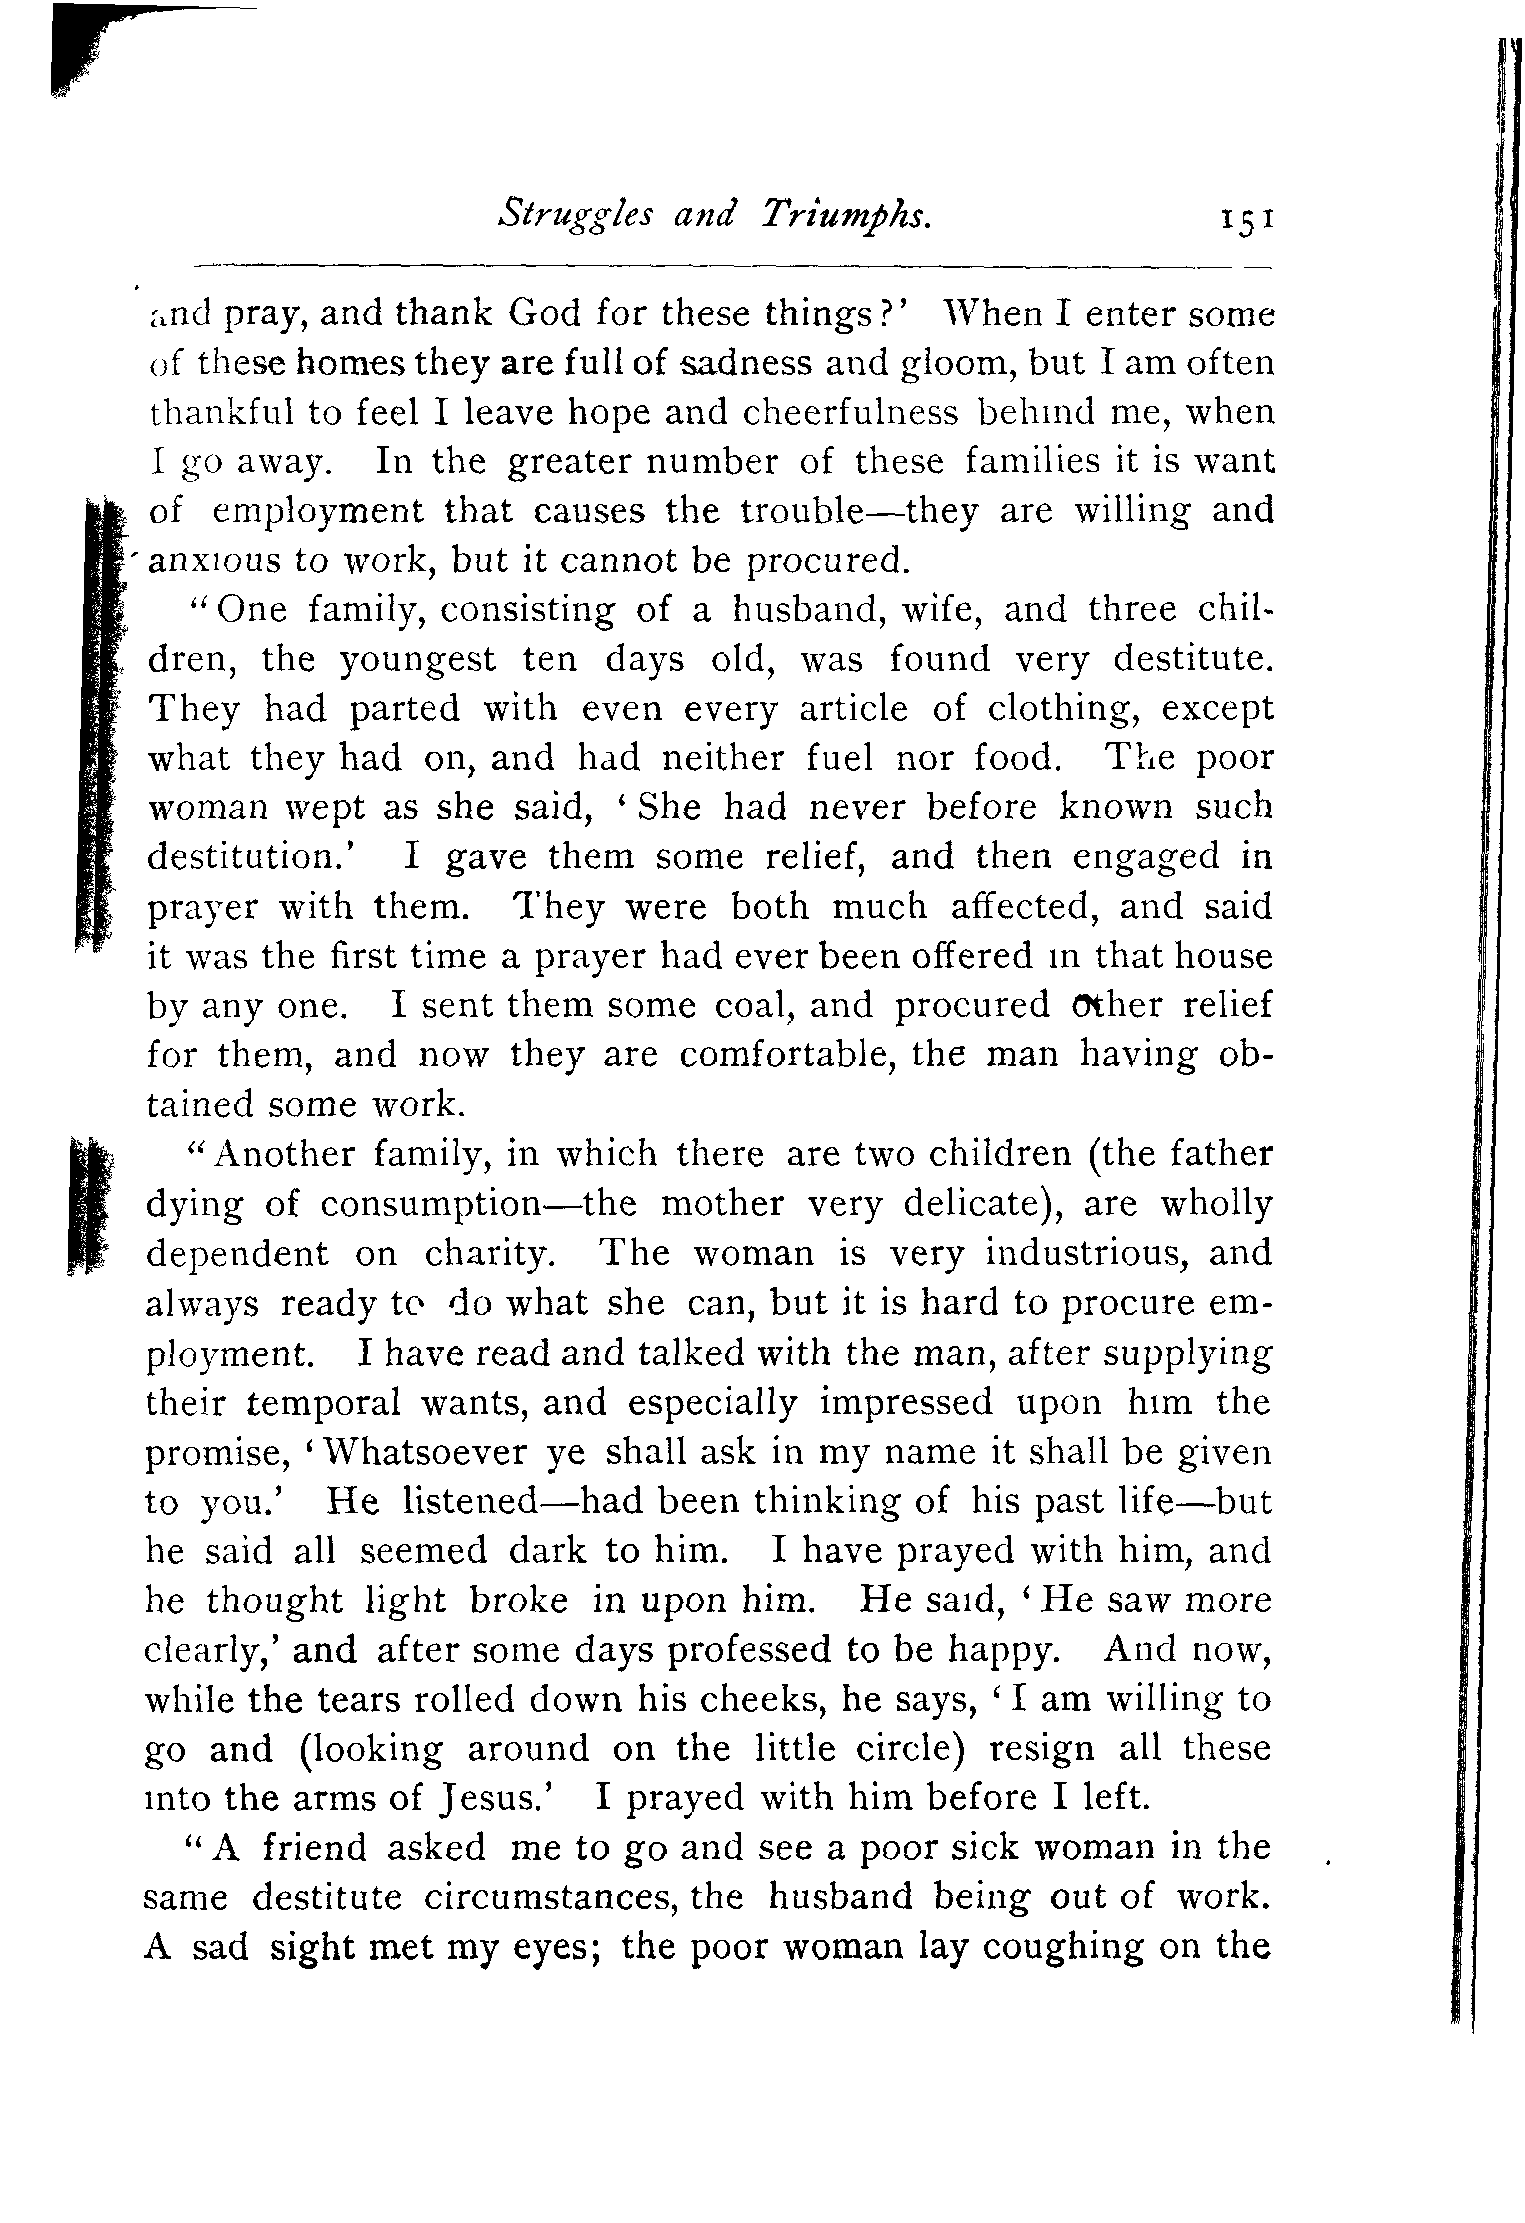 Struggles and Triumphs. 151
and pray, and thank God for these things?' When I enter some
of these homes they are full of sadness and gloom, but I am often
thankful to feel I leave hope and cheerfulness behind me, when
I go away. In the greater number of these families it is want
of employment that causes the trouble—they are willing and
anxious to work, but it cannot be procured.
"One family, consisting of a husband, wife, and three chil-
dren, the youngest ten days old, was found very destitute.
They had parted with even every article of clothing, except
what they had on, and had neither fuel nor food. The poor
woman wept as she said, 'She had never before known such
destitution.' I gave them some relief, and then engaged in
prayer with them. They were both much affected, and said
it was the first time a prayer had ever been offered in that house
by any one. I sent them some coal, and procured other relief
for them, and now they are comfortable, the man having ob-
tained some work.
"Another family, in which there are two children (the father
dying of consumption—the mother very delicate), are wholly
dependent on charity. The woman is very industrious, and
always ready to do what she can, but it is hard to procure em-
ployment. I have read and talked with the man, after supplying
their temporal wants, and especially impressed upon him the
promise, 'Whatsoever ye shall ask in my name it shall be given
to you.' He listened—had been thinking of his past life—but
he said all seemed dark to him. I have prayed with him, and
he thought light broke in upon him. He said, 'He saw more
clearly,' and after some days professed to be happy. And now,
while the tears rolled down his cheeks, he says, 'I am willing to
go and (looking around on the little circle) resign all these
into the arms of Jesus.' I prayed with him before I left.
"A friend asked me to go and see a poor sick woman in the
same destitute circumstances, the husband being out of work.
A sad sight met my eyes; the poor woman lay coughing on the